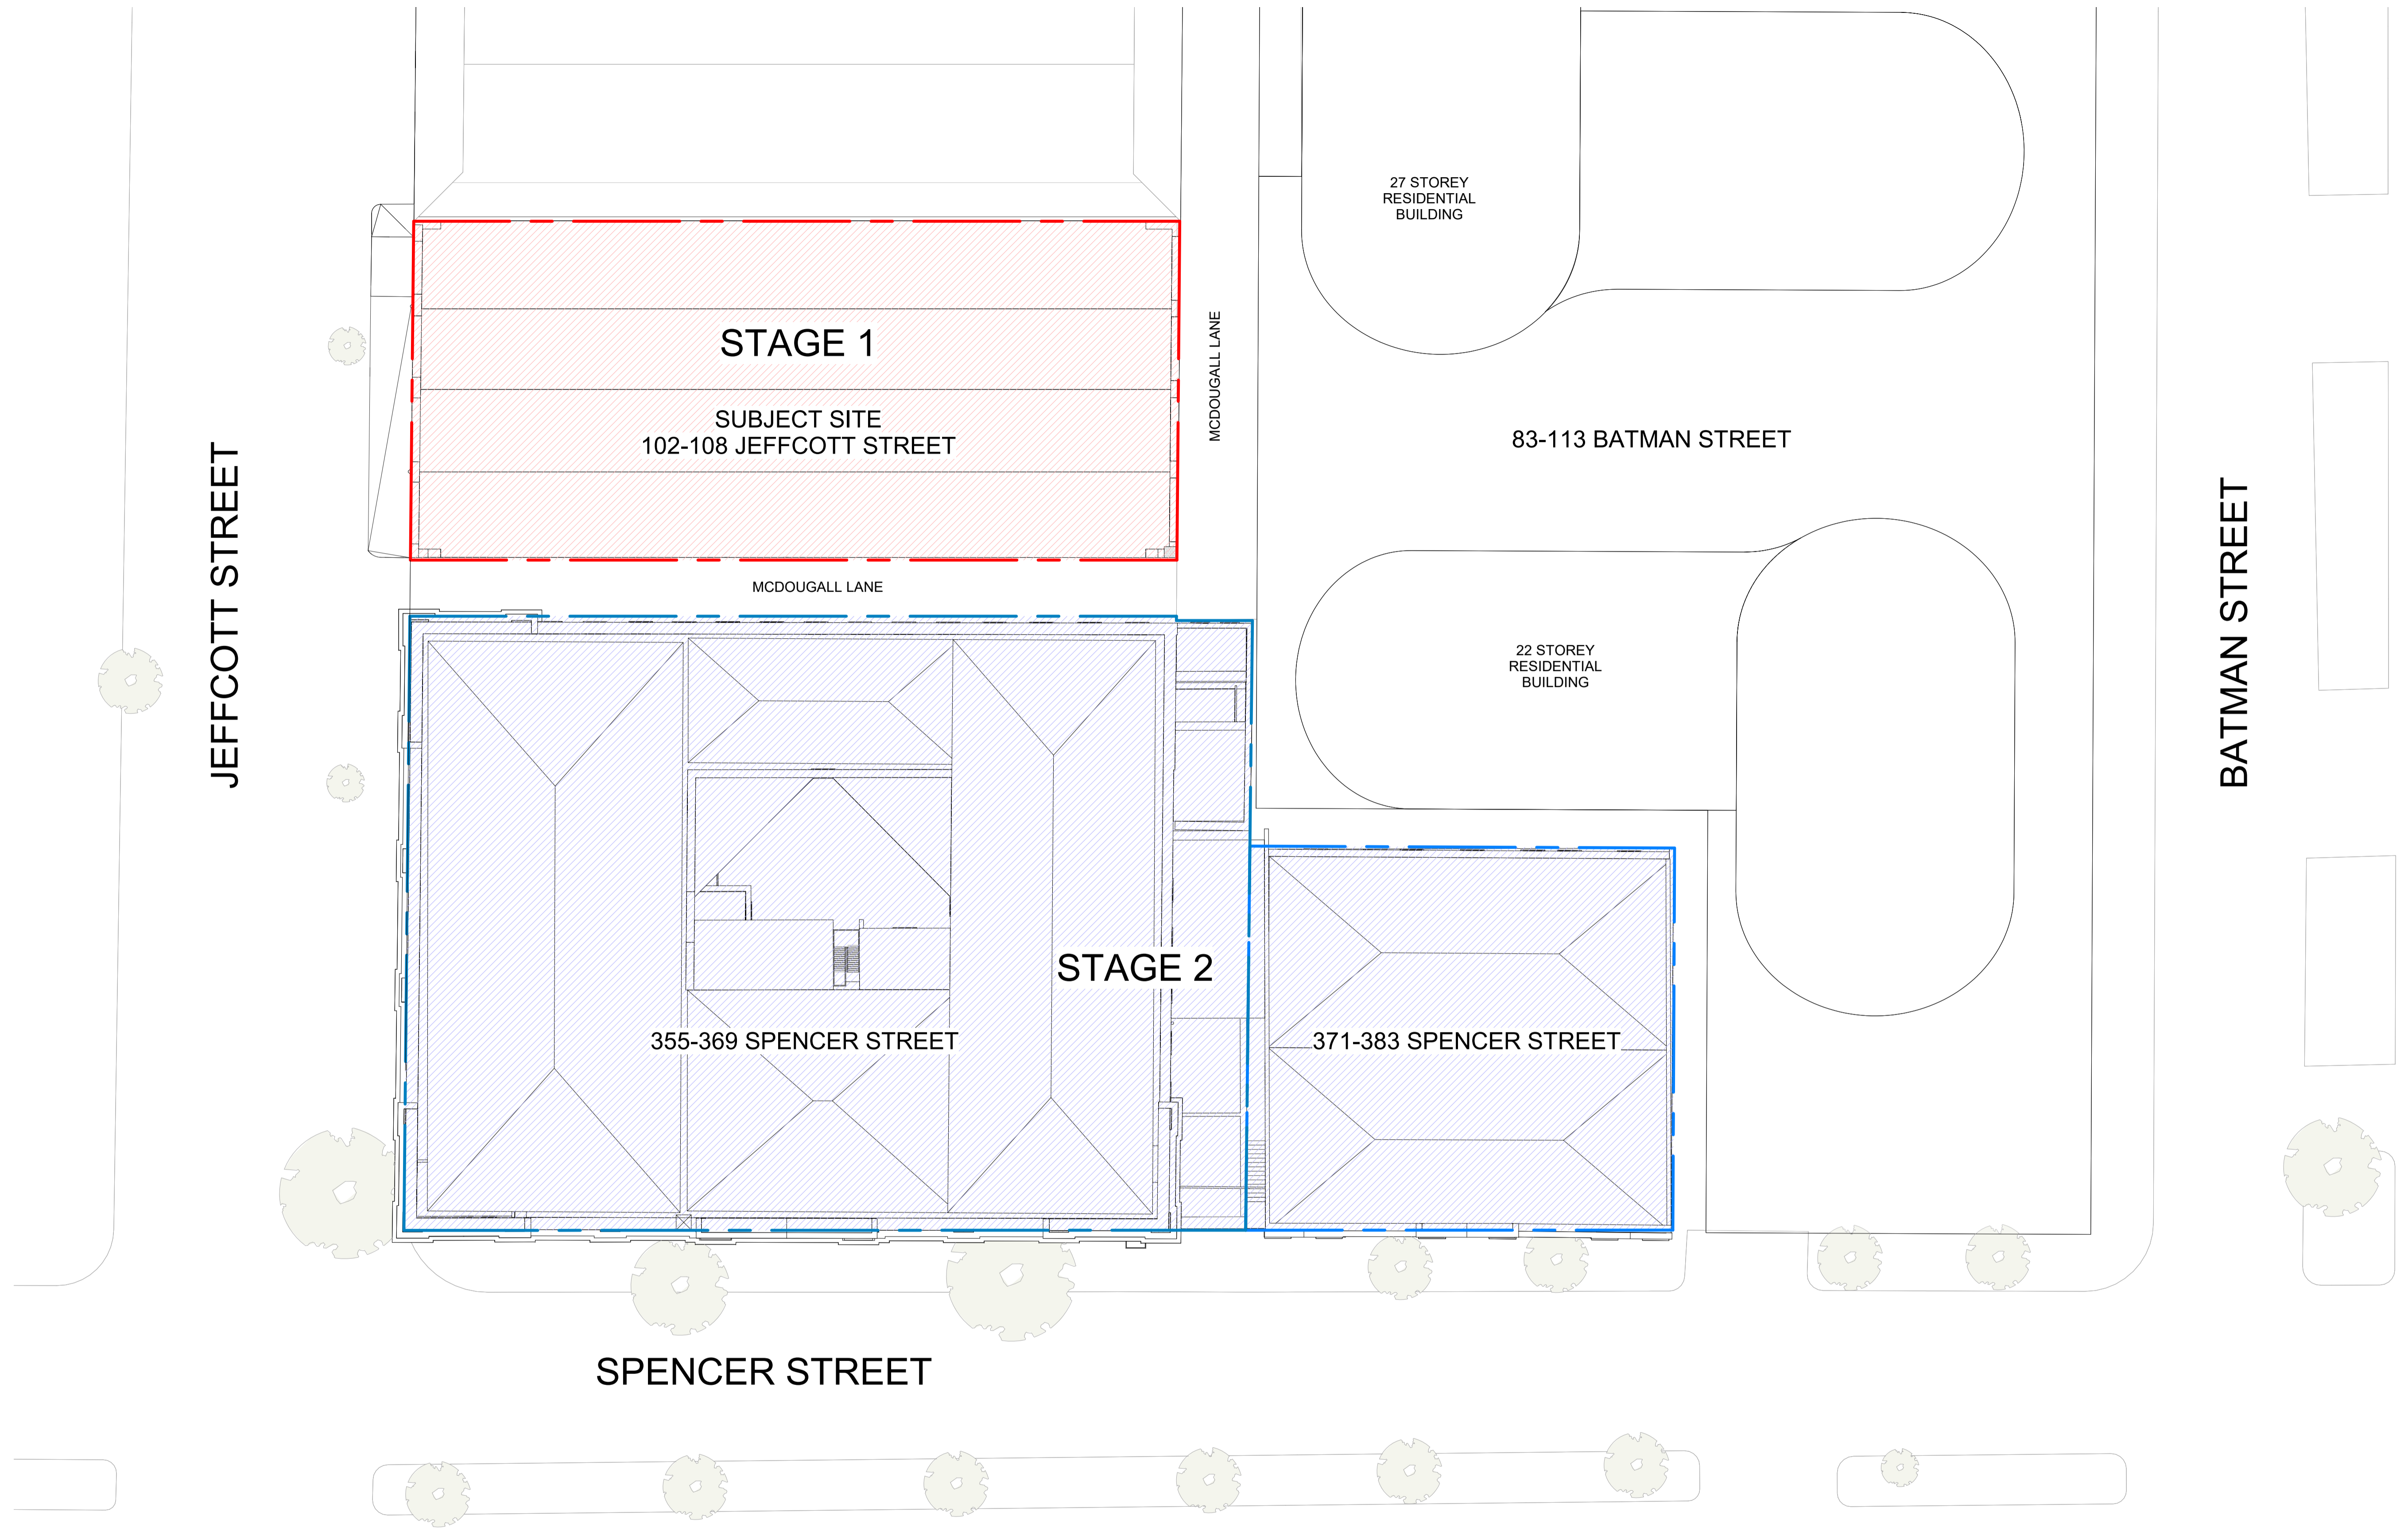 27 STOREY
RESIDENTIAL
BUILDING
STAGE 1
MCDOUGALL LANE
SUBJECT SITE
102-108 JEFFCOTT STREET
83-113 BATMAN STREET
JEFFCOTT STREET
BATMAN STREET
MCDOUGALL LANE
22 STOREY
RESIDENTIAL
BUILDING
STAGE 2
355-369 SPENCER STREET
371-383 SPENCER STREET
SPENCER STREET